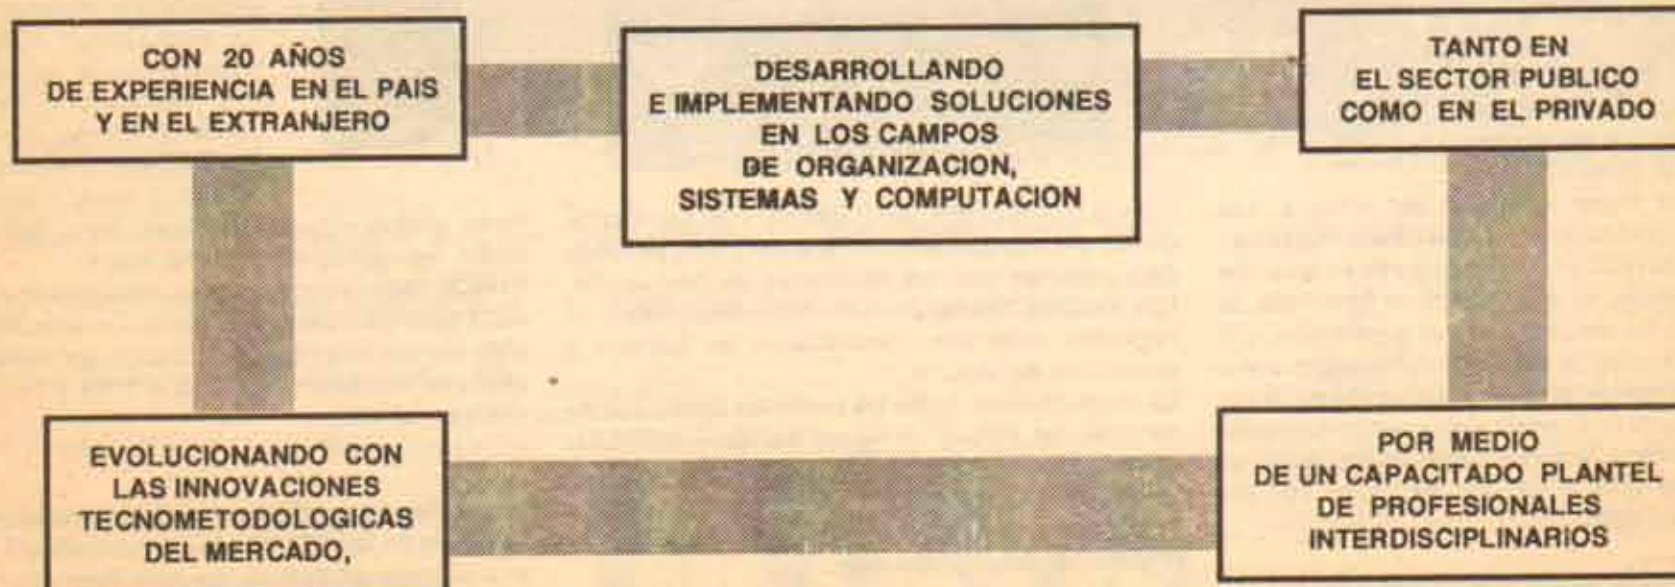 CON 20 AÑOS
DE EXPERIENCIA EN EL PAIS
Y EN EL EXTRANJERO
DESARROLLANDO
E IMPLEMENTANDO SOLUCIONES
EN LOS CAMPOS
DE ORGANIZACION,
SISTEMAS Y COMPUTACION
TANTO EN
EL SECTOR PUBLICO
COMO EN EL PRIVADO
POR MEDIO
DE UN CAPACITADO PLANTEL
DE PROFESIONALES
INTERDISCIPLINARIOS
EVOLUCIONANDO CON
LAS INNOVACIONES
TECNOMETODOLOGICAS
DEL MERCADO,